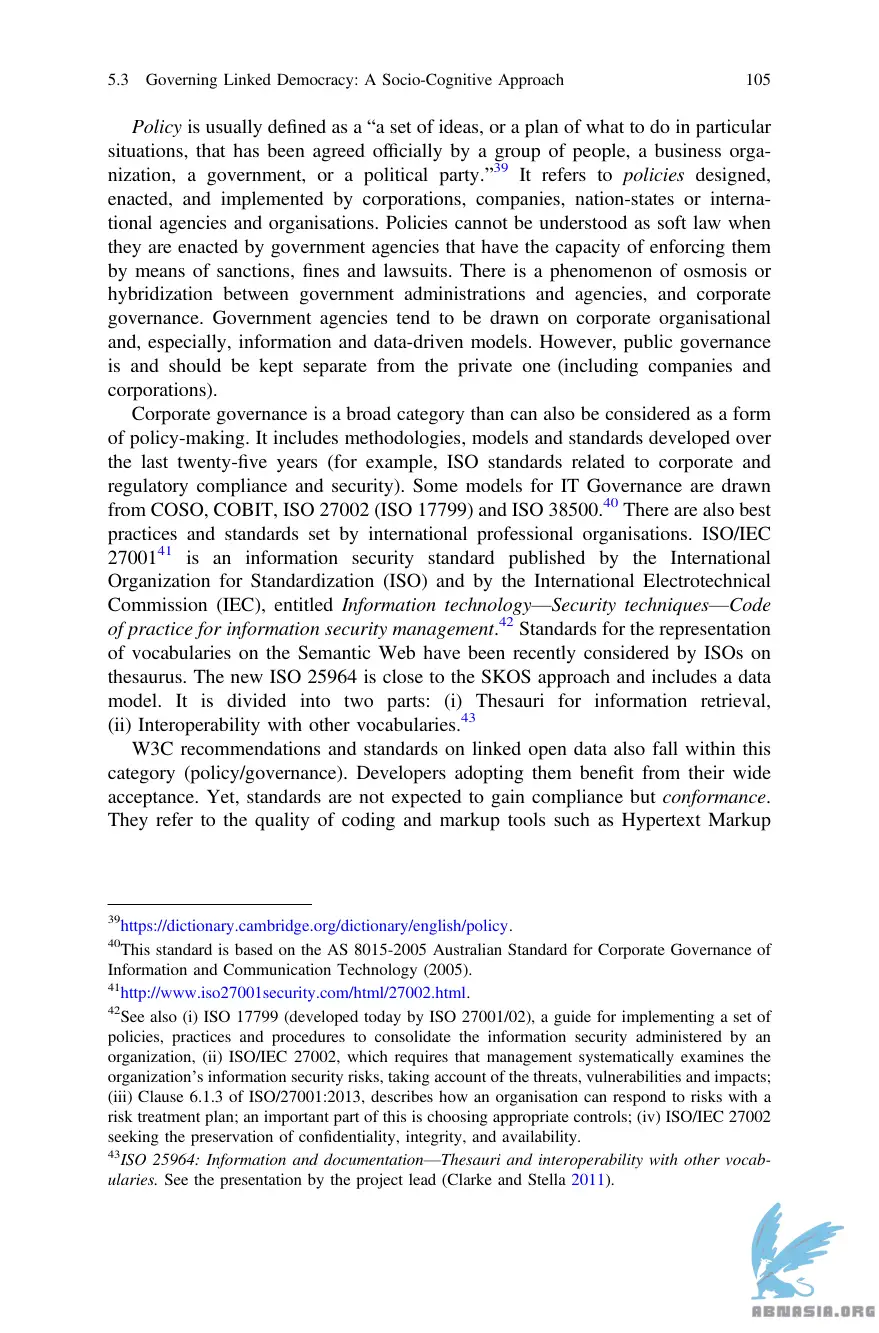 5.3 Governing Linked Democracy: A Socio-Cognitive Approach 105
Policy is usually defined as a “a set of ideas, or a plan of what to do in particular
situations, that has been agreed officially by a group of people, a business orga-
nization, a government, or a political party.”39 It refers to policies designed,
enacted, and implemented by corporations, companies, nation-states or interna-
tional agencies and organisations. Policies cannot be understood as soft law when
they are enacted by government agencies that have the capacity of enforcing them
by means of sanctions, fines and lawsuits. There is a phenomenon of osmosis or
hybridization between government administrations and agencies, and corporate
governance. Government agencies tend to be drawn on corporate organisational
and, especially, information and data-driven models. However, public governance
is and should be kept separate from the private one (including companies and
corporations).
Corporate governance is a broad category than can also be considered as a form
of policy-making. It includes methodologies, models and standards developed over
the last twenty-five years (for example, ISO standards related to corporate and
regulatory compliance and security). Some models for IT Governance are drawn
from COSO, COBIT, ISO 27002 (ISO 17799) and ISO 38500.40 There are also best
practices and standards set by international professional organisations. ISO/IEC
2700141 is an information security standard published by the International
Organization for Standardization (ISO) and by the International Electrotechnical
Commission (IEC), entitled Information technology—Security techniques—Code
of practice for information security management.42 Standards for the representation
of vocabularies on the Semantic Web have been recently considered by ISOs on
thesaurus. The new ISO 25964 is close to the SKOS approach and includes a data
model. It is divided into two parts: (i) Thesauri for information retrieval,
(ii) Interoperability with other vocabularies.43
W3C recommendations and standards on linked open data also fall within this
category (policy/governance). Developers adopting them benefit from their wide
acceptance. Yet, standards are not expected to gain compliance but conformance.
They refer to the quality of coding and markup tools such as Hypertext Markup
39https://dictionary.cambridge.org/dictionary/english/policy.
40This standard is based on the AS 8015-2005 Australian Standard for Corporate Governance of
Information and Communication Technology (2005).
41http://www.iso27001security.com/html/27002.html.
42See also (i) ISO 17799 (developed today by ISO 27001/02), a guide for implementing a set of
policies, practices and procedures to consolidate the information security administered by an
organization, (ii) ISO/IEC 27002, which requires that management systematically examines the
organization’s information security risks, taking account of the threats, vulnerabilities and impacts;
(iii) Clause 6.1.3 of ISO/27001:2013, describes how an organisation can respond to risks with a
risk treatment plan; an important part of this is choosing appropriate controls; (iv) ISO/IEC 27002
seeking the preservation of confidentiality, integrity, and availability.
43ISO 25964: Information and documentation—Thesauri and interoperability with other vocab-
ularies. See the presentation by the project lead (Clarke and Stella 2011).
ABNASIA.ORG